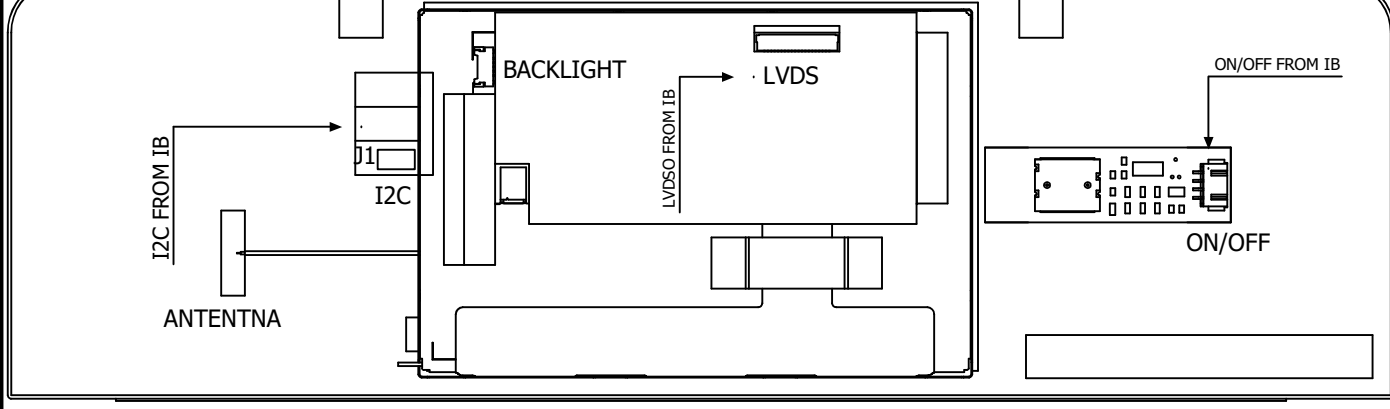 BACKLIGHT
LVDS
ON/OFF FROM IB
LVDSO FROM IB
I2C FROM IB
J1
I2C
ON/OFF
ANTENTNA